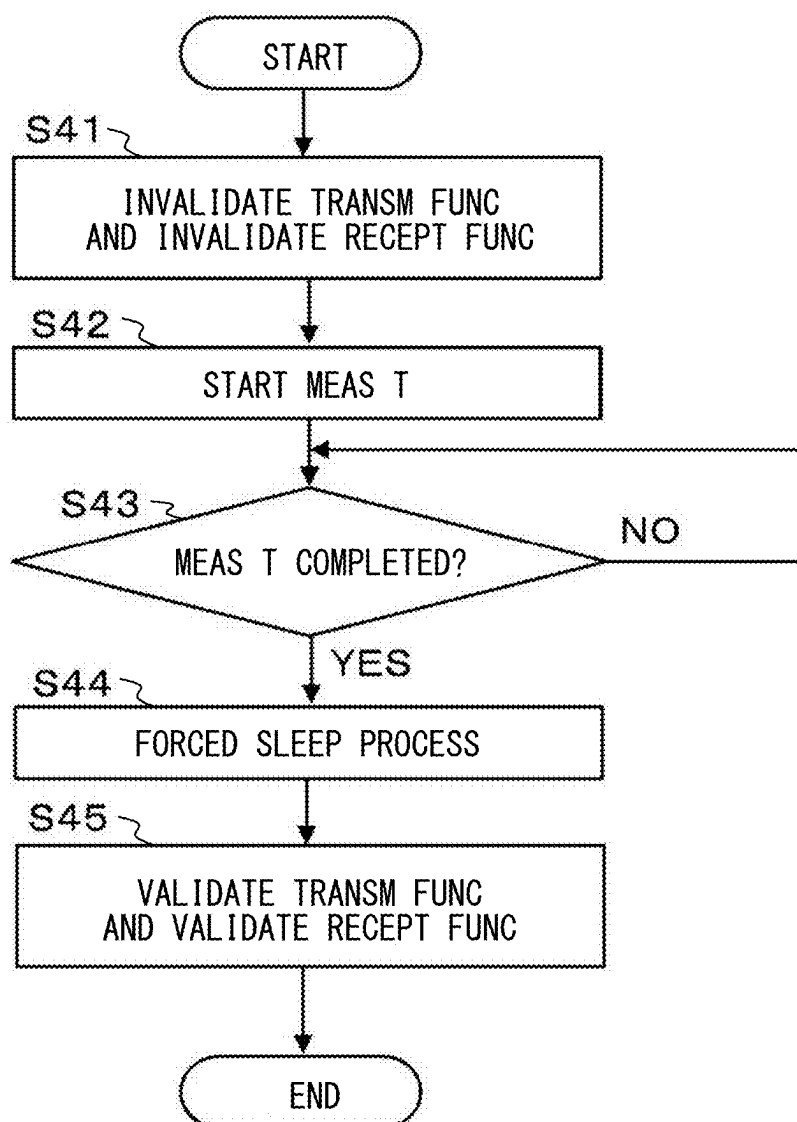 START
S41
INVALIDATE TRANSM FUNC
AND INVALIDATE RECEPT FUNC
S42
START MEAS T
S43
MEAS T COMPLETED?
NO
YES
S44
FORCED SLEEP PROCESS
S45
VALIDATE TRANSM FUNC
AND VALIDATE RECEPT FUNC
END